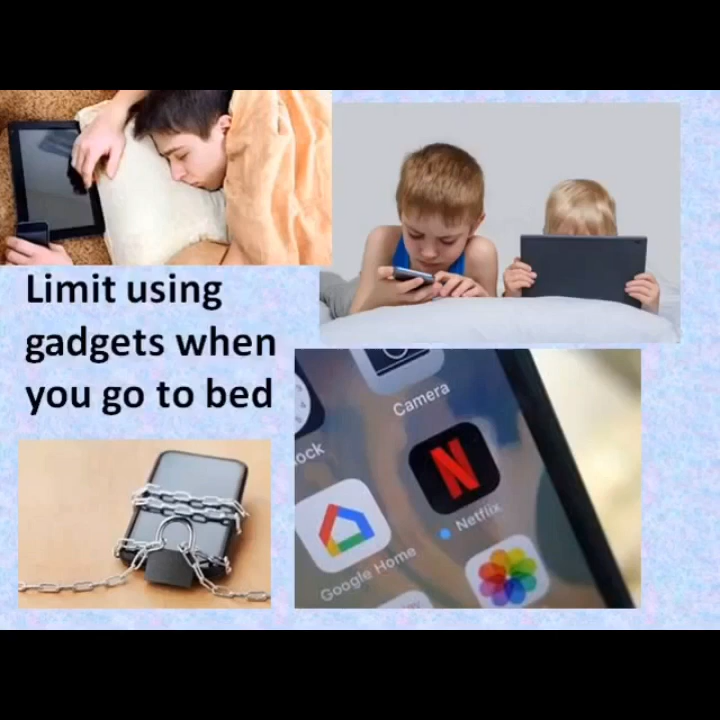 Limit using
gadgets when
you go to bed
Camera
ock
Netflix
Google Home